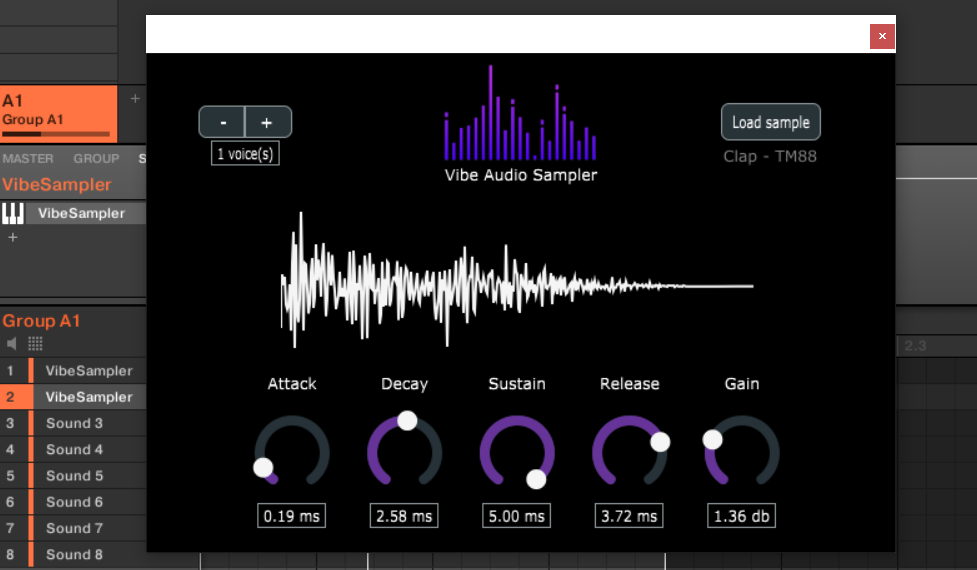 ×
A1
Group A1
+
MASTER GROUP S
VibeSampler
VibeSampler
+
Group A1
1 VibeSampler
2 VibeSampler
3 Sound 3
4 Sound 4
5 Sound 5
6 Sound 6
7 Sound 7
8 Sound 8
- +
1 voice(s)
Vibe Audio Sampler
Load sample
Clap - TM88
Attack Decay Sustain Release Gain
0.19 ms 2.58 ms 5.00 ms 3.72 ms 1.36 db
2.3